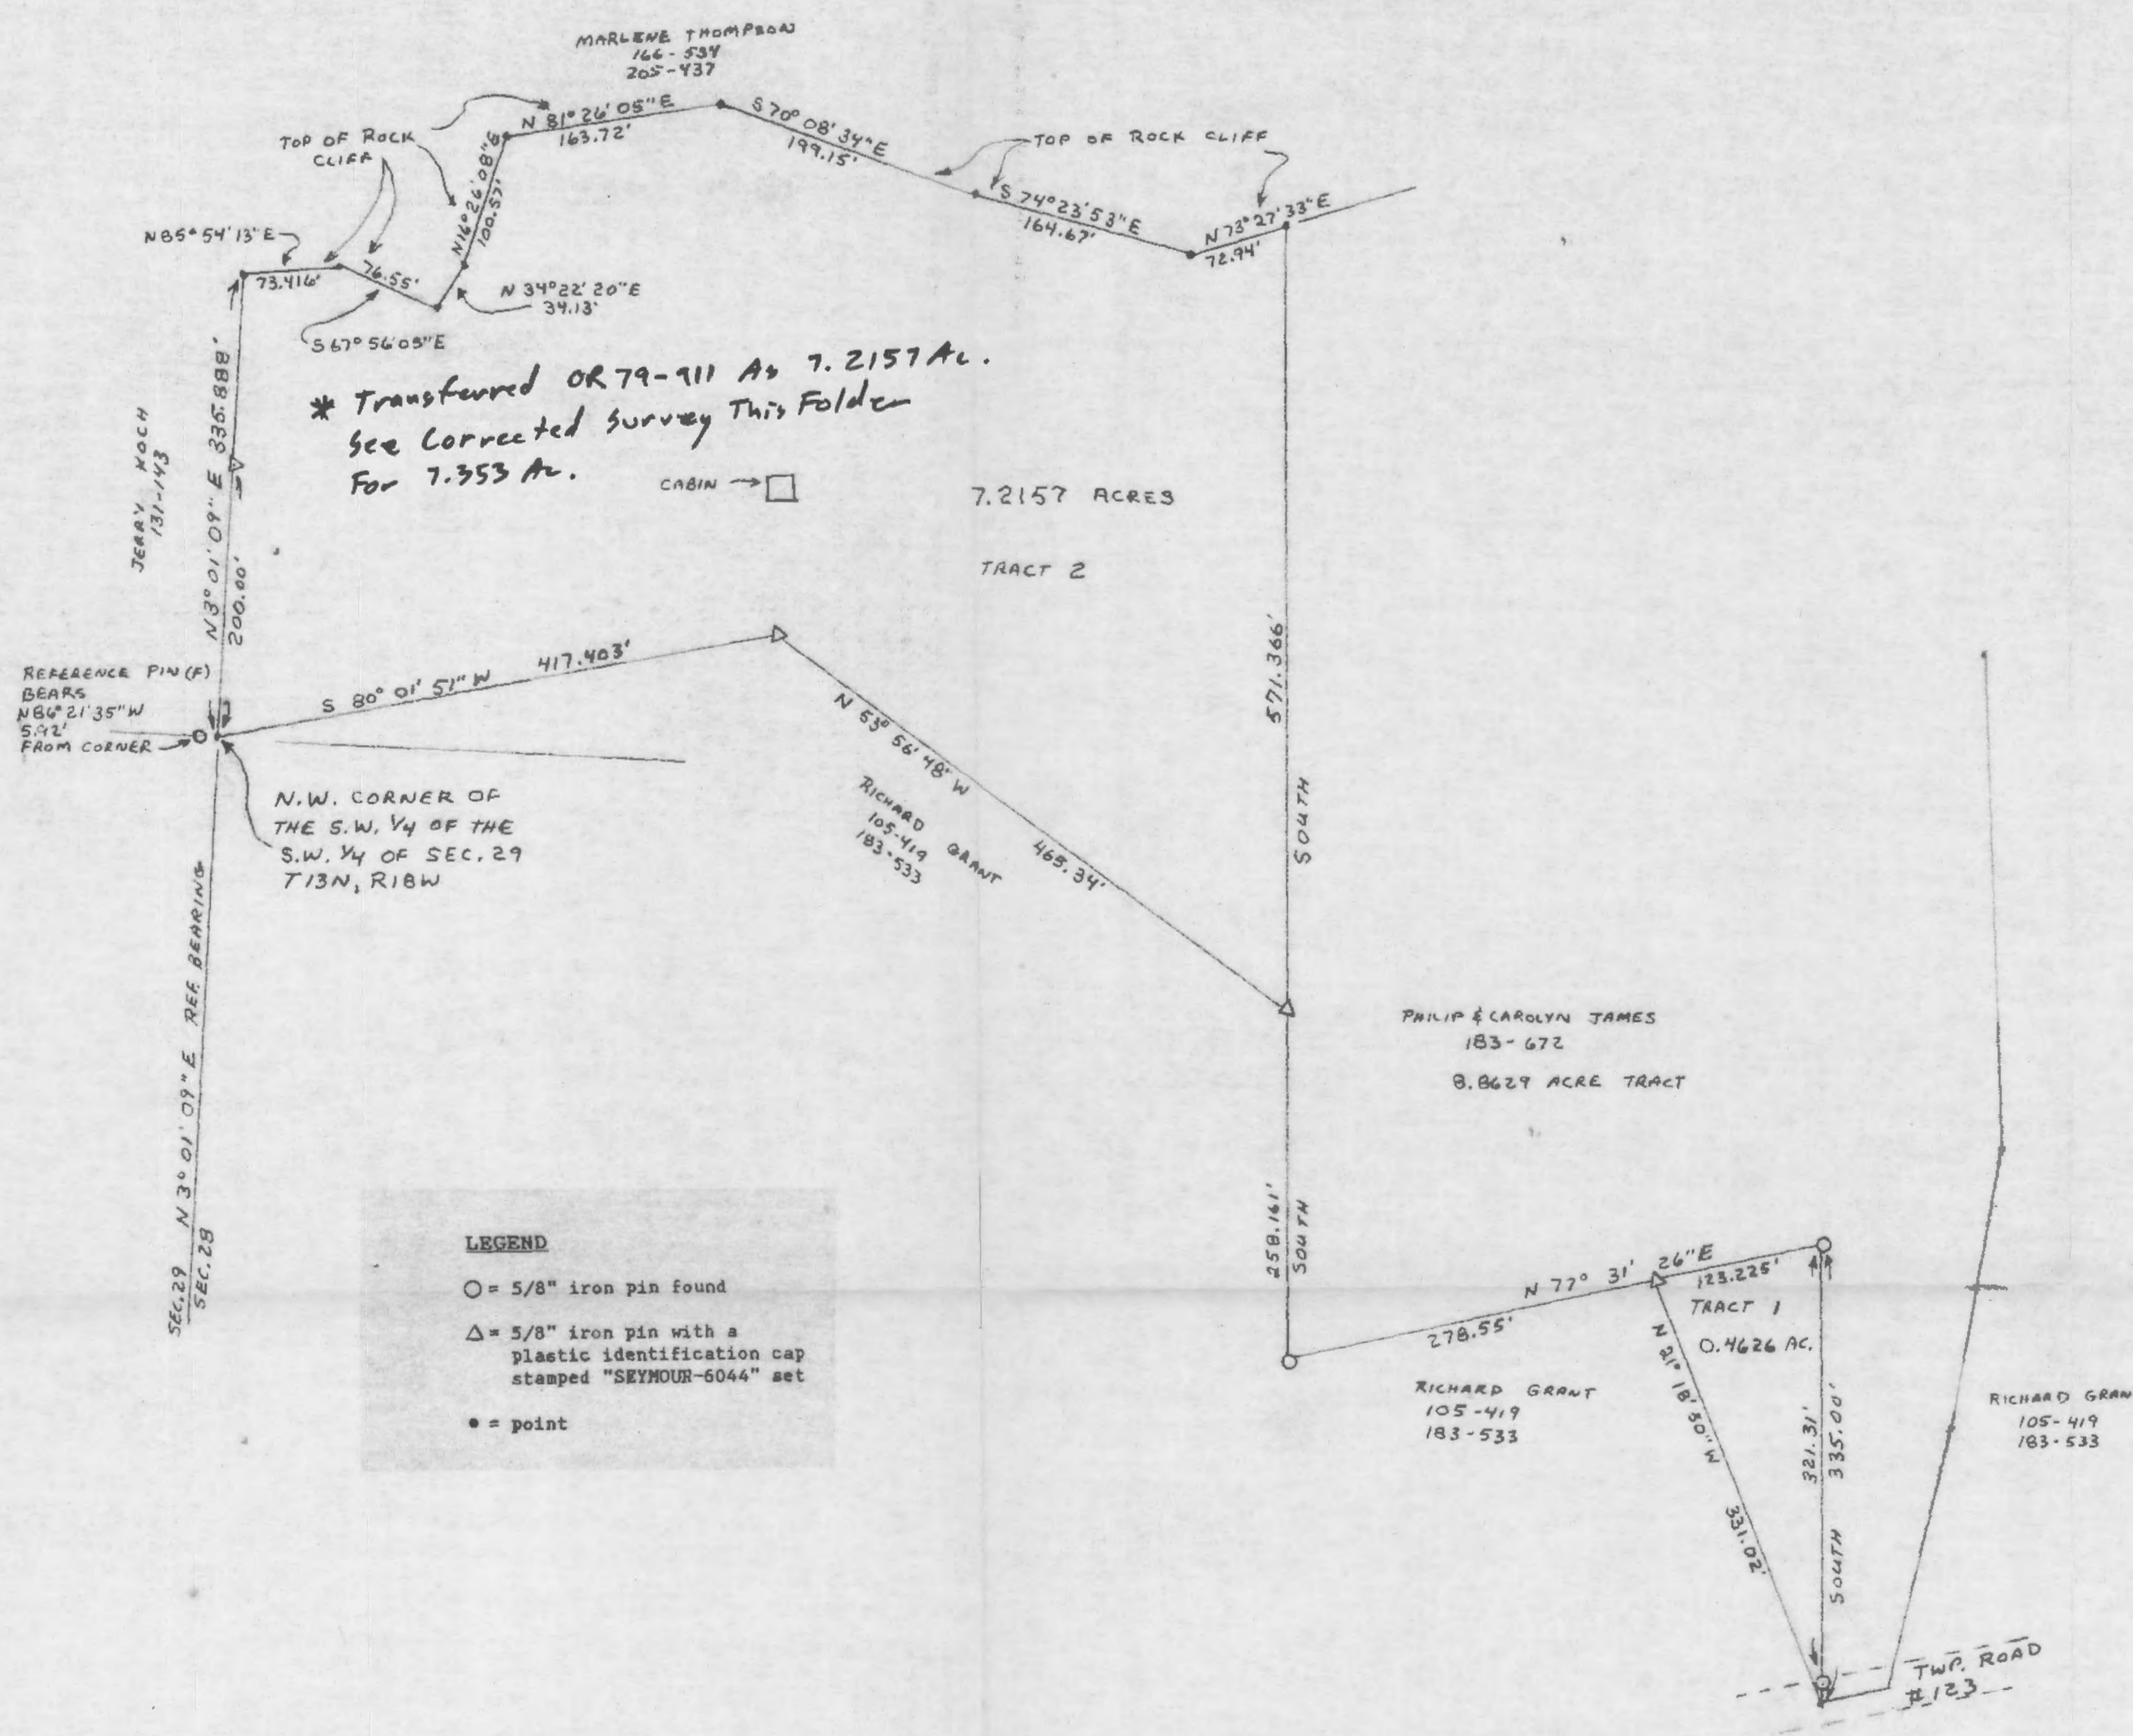 MARLENE THOMPSON
166-534
205-437
TOP OF ROCK
CLIFF
N 81° 26' 05" E
163.72'
S 70° 08' 34" E
199.15'
TOP OF ROCK CLIFF
S 74° 23' 53" E
164.67'
N 73° 27' 33" E
72.94'
N 16° 26' 08" E
100.57'
N 85° 54' 13" E
73.416'
76.55'
N 34° 22' 20" E
34.13'
S 67° 56' 05" E
* Transferred OR 79-911 As 7.2157 Ac.
See Corrected Survey This Folder
For 7.353 Ac.
JERRY KOCH
131-143
N 3° 01' 09" E 335.888'
200.00'
CABIN
7.2157 ACRES
TRACT 2
S 80° 01' 51" W 417.403'
REFERENCE PIN (F)
BEARS
N 86° 21' 35" W
5.92'
FROM CORNER
N.W. CORNER OF
THE S.W. 1/4 OF THE
S.W. 1/4 OF SEC. 29
T13N, R18W
N 53° 56' 48" W 465.34'
RICHARD GRANT
105-419
183-533
571.366'
SOUTH
N 3° 01' 09" E REF. BEARING
SEC. 29
SEC. 28
PHILIP & CAROLYN JAMES
183-672
8.8629 ACRE TRACT
258.161'
SOUTH
LEGEND
O = 5/8" iron pin found
△ = 5/8" iron pin with a
plastic identification cap
stamped "SEYMOUR-6044" set
• = point
N 77° 31' 26" E
278.55'
123.225'
TRACT 1
0.4626 AC.
N 21° 18' 30" W
331.02'
321.31'
335.00'
SOUTH
RICHARD GRANT
105-419
183-533
RICHARD GRAN
105-419
183-533
TWP. ROAD
#123